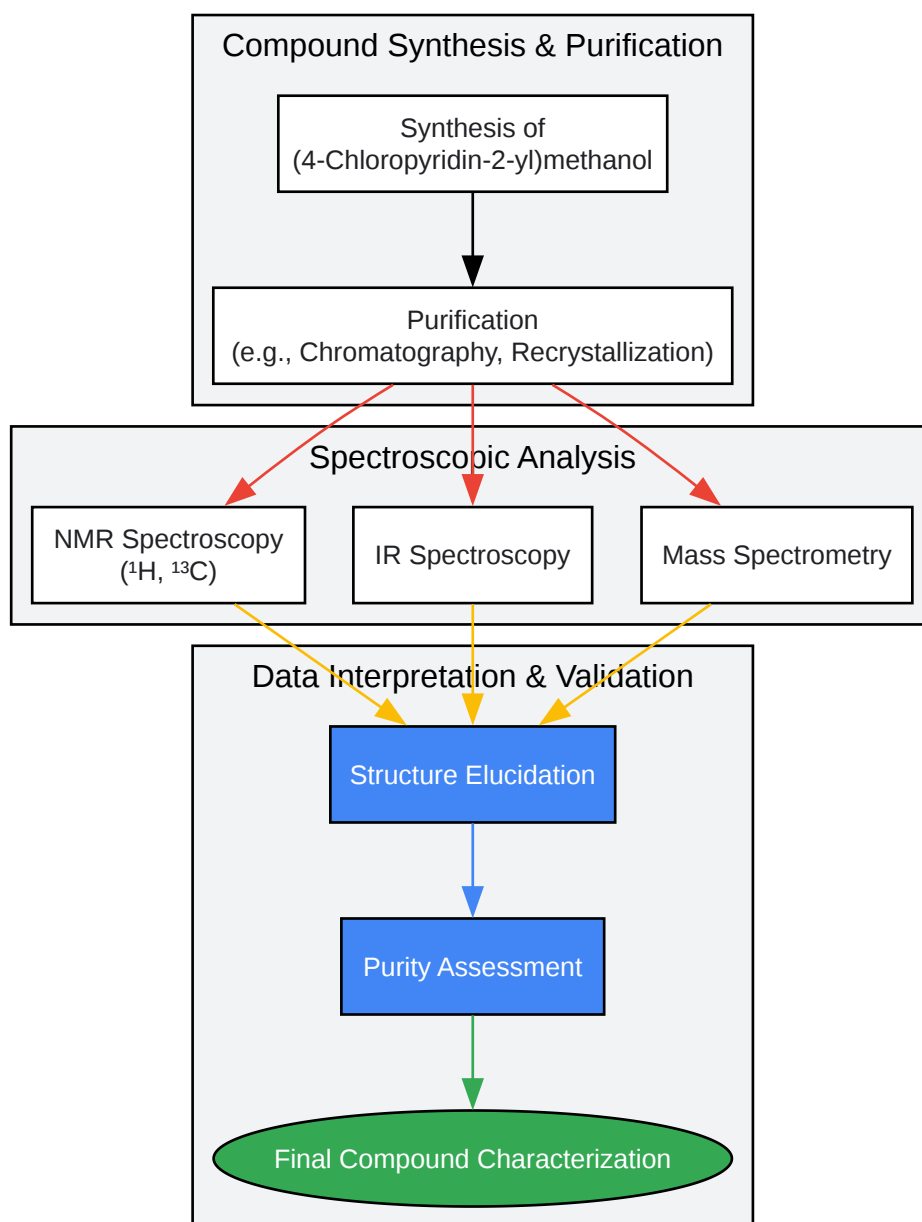 Compound Synthesis & Purification
Synthesis of
(4-Chloropyridin-2-yl)methanol
Purification
(e.g., Chromatography, Recrystallization)
Spectroscopic Analysis
NMR Spectroscopy
(¹H, ¹³C)
IR Spectroscopy
Mass Spectrometry
Data Interpretation & Validation
Structure Elucidation
Purity Assessment
Final Compound Characterization